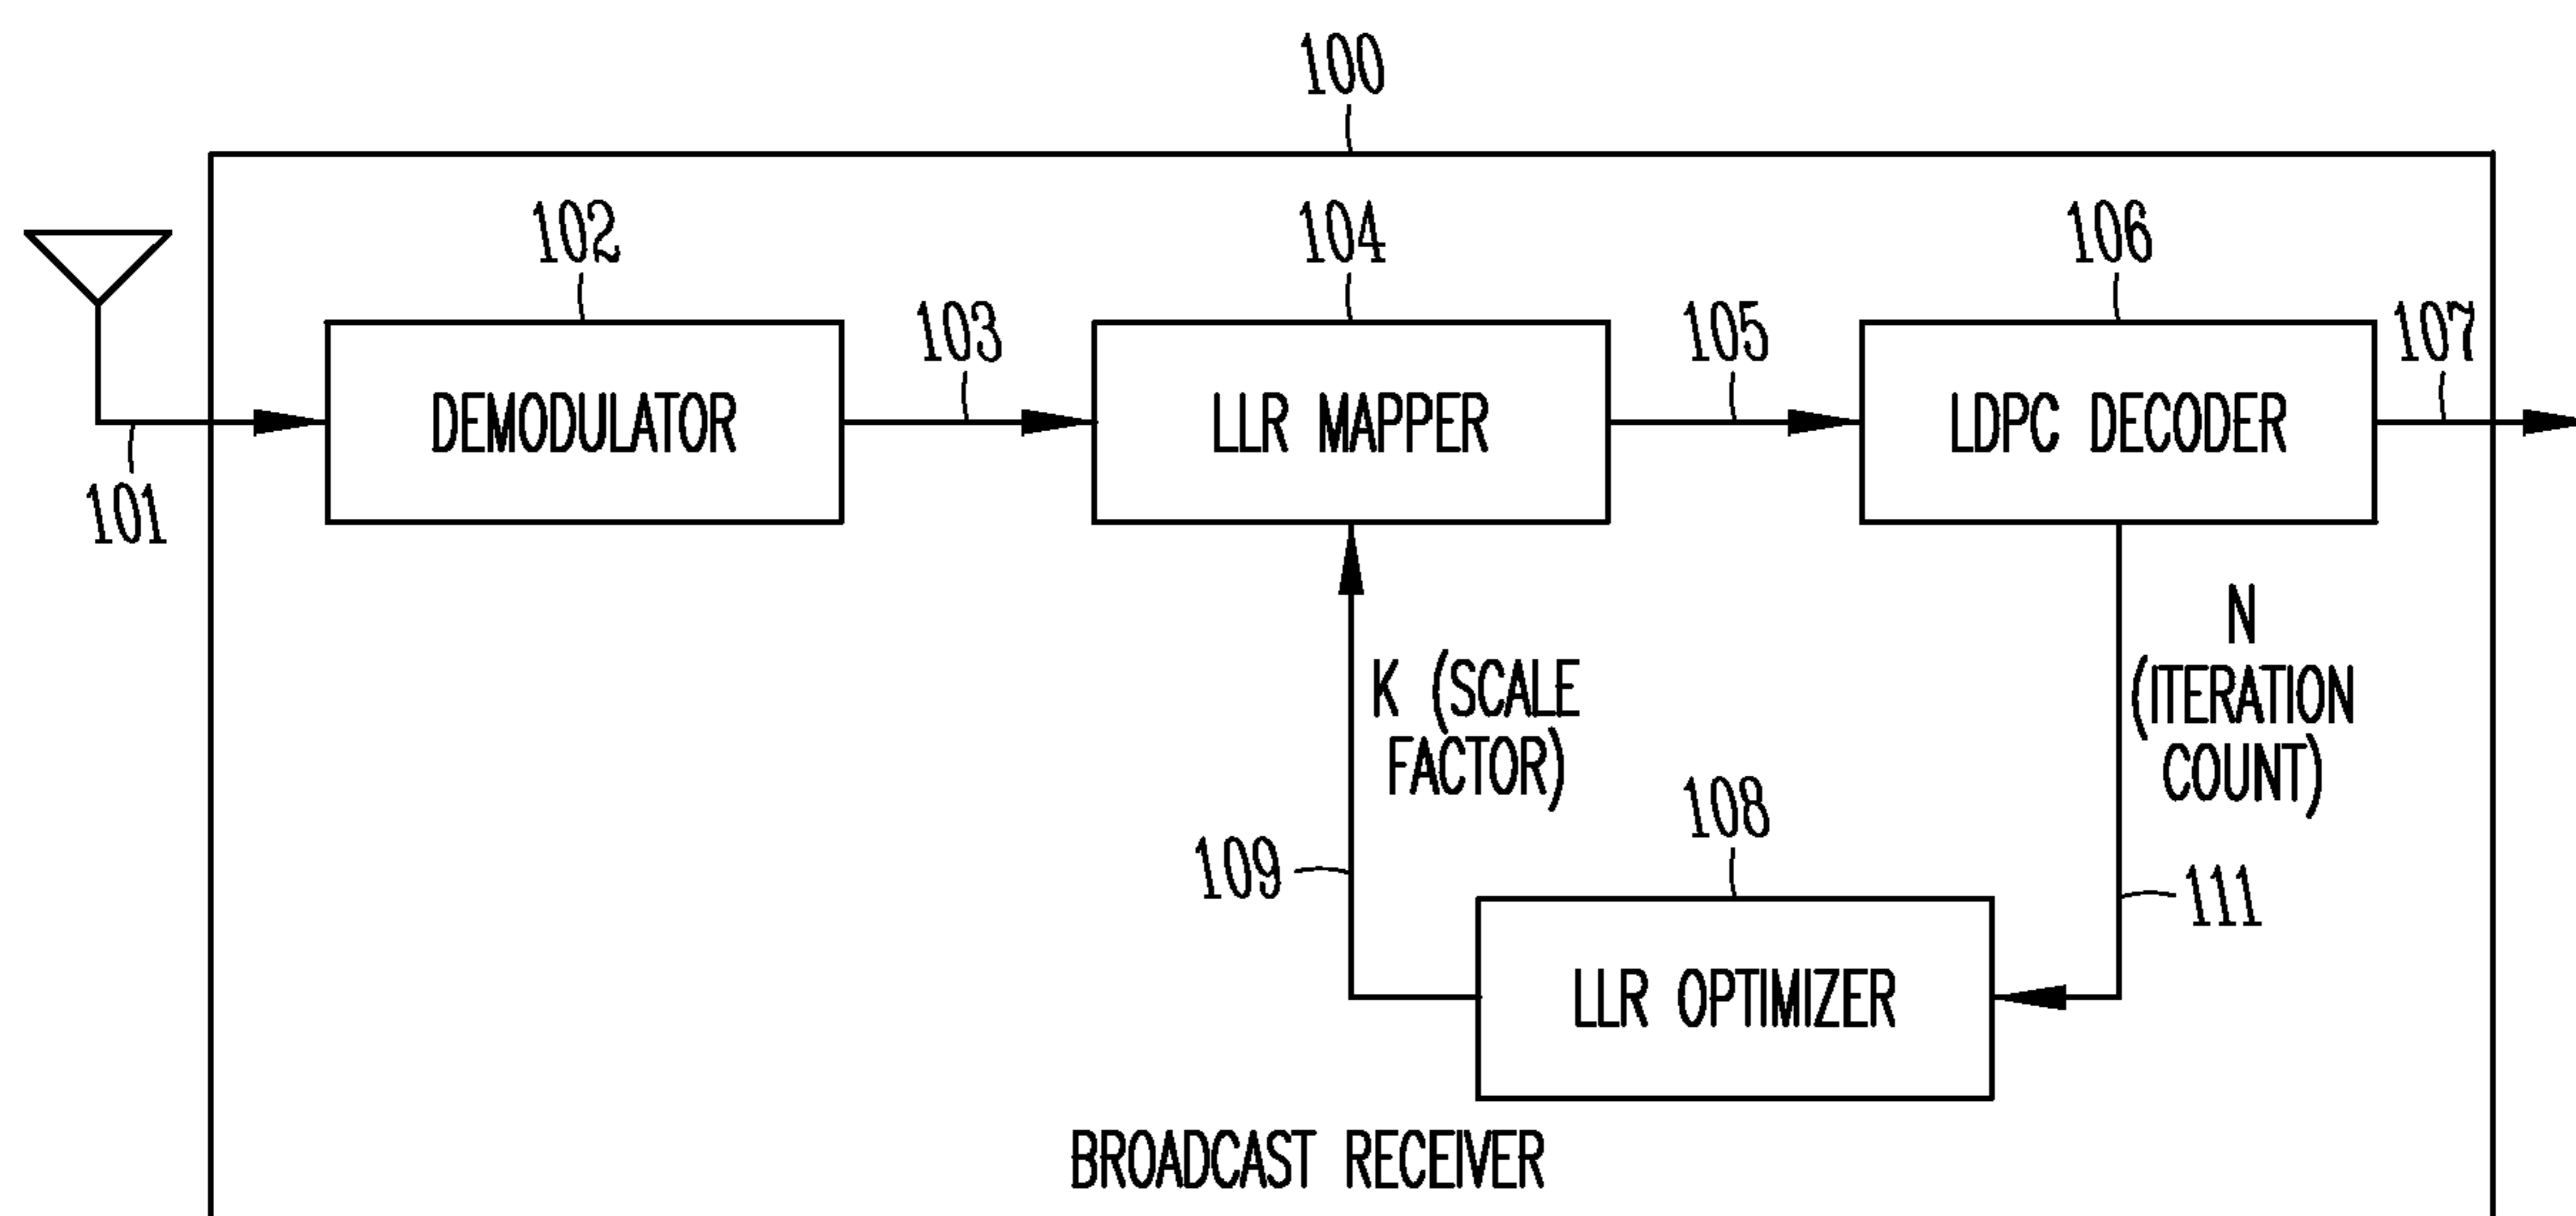 100
102
104
106
103
105
107
DEMODULATOR
LLR MAPPER
LDPC DECODER
101
N
(ITERATION
COUNT)
K (SCALE
FACTOR)
108
109
111
LLR OPTIMIZER
BROADCAST RECEIVER